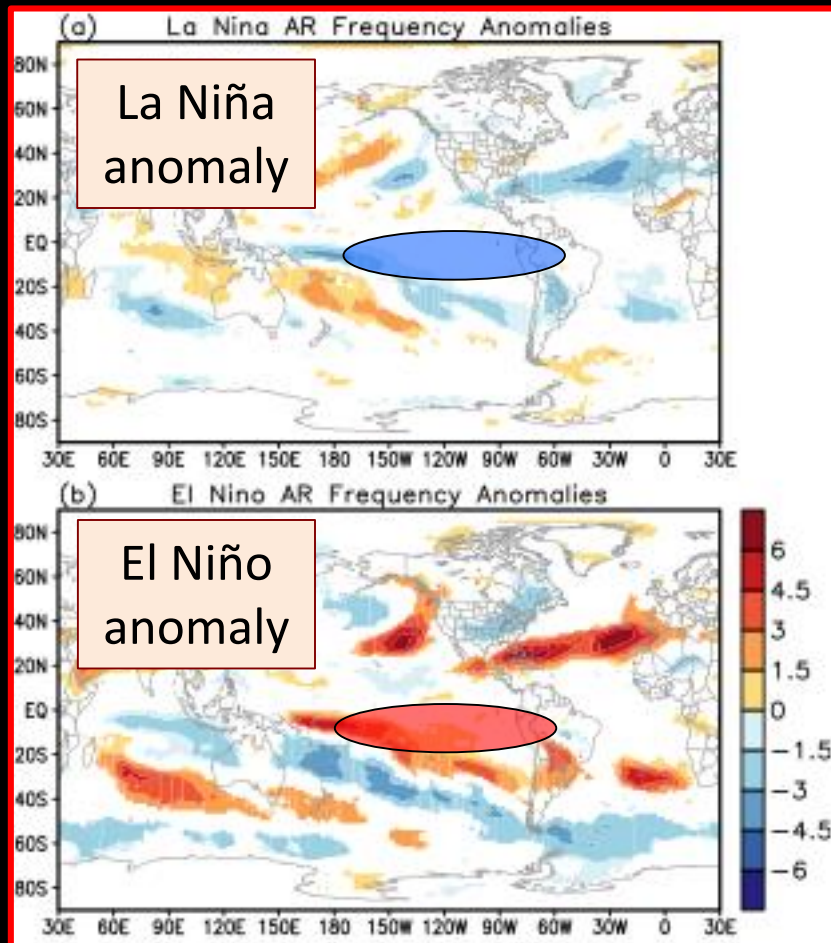 (a) La Nina AR Frequency Anomalies
80N
La Niña
anomaly
60N
40N
20N
EQ
20S
40S
60S
80S
30E 60E 90E 120E 150E 180 150W 120W 90W 60W 30W 0 30E
(b) El Nino AR Frequency Anomalies
80N
El Niño
anomaly
60N
40N
20N
EQ
20S
40S
60S
80S
30E 60E 90E 120E 150E 180 150W 120W 90W 60W 30W 0 30E
6
4.5
3
1.5
0
-1.5
-3
-4.5
-6